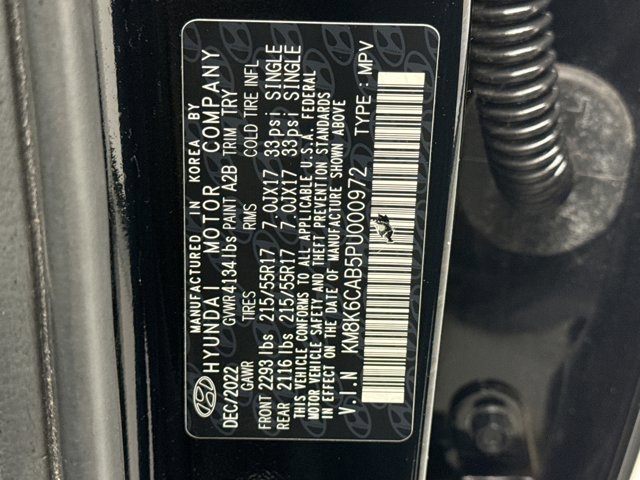 MANUFACTURED IN KOREA BY
HYUNDAI MOTOR COMPANY
DEC/2022 GVWR 4134 lbs PAINT A2B TRIM TRY
GAWR TIRES RIMS COLD TIRE INFL
FRONT 2293 lbs 215/55R17 7.0JX17 33psi SINGLE
REAR 2116 lbs 215/55R17 7.0JX17 33psi SINGLE
THIS VEHICLE CONFORMS TO ALL APPLICABLE U.S.A. FEDERAL
MOTOR VEHICLE SAFETY AND THEFT PREVENTION STANDARDS
IN EFFECT ON THE DATE OF MANUFACTURE SHOWN ABOVE
V.I.N KM8K6CAB5PU000972 TYPE : MPV